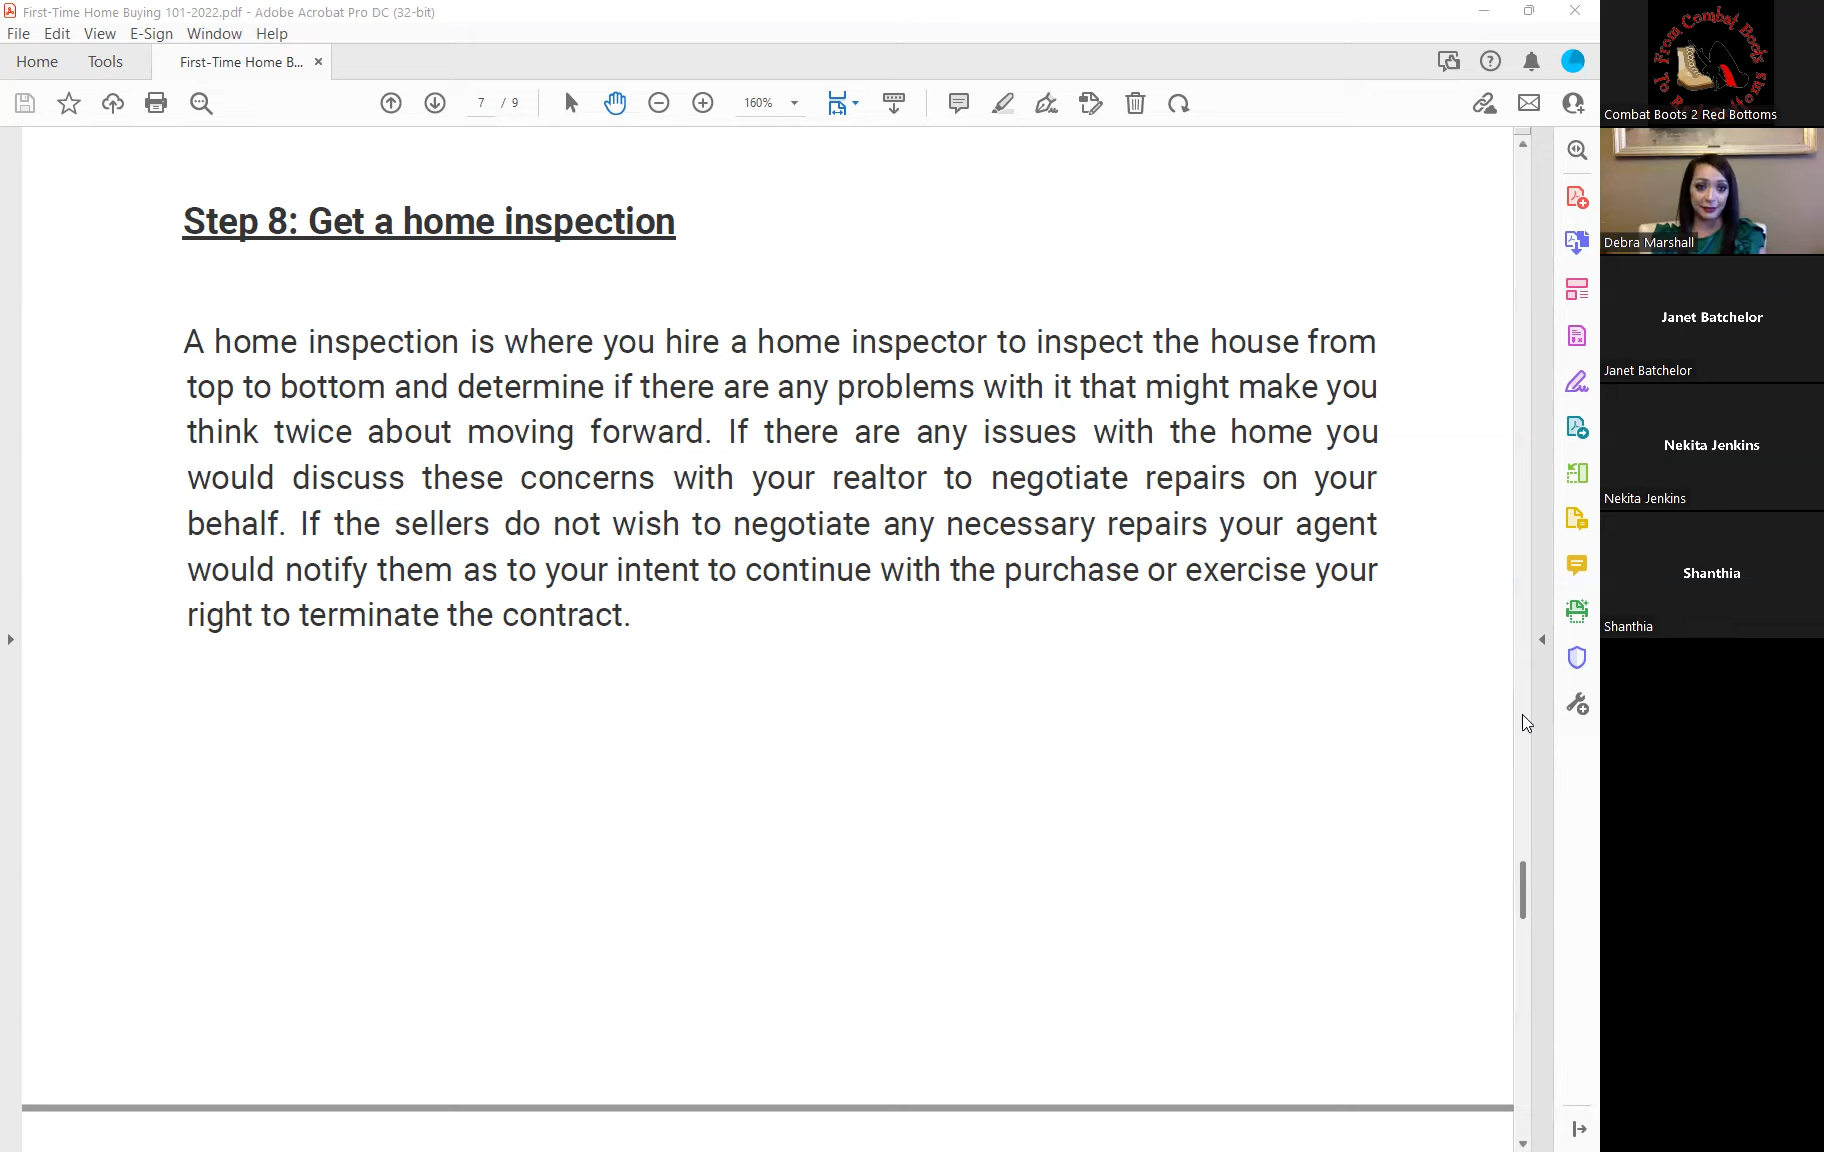 First-Time Home Buying 101-2022.pdf - Adobe Acrobat Pro DC (32-bit)
File Edit View E-Sign Window Help
Home Tools First-Time Home B... ×
7 / 9 160%
Step 8: Get a home inspection
A home inspection is where you hire a home inspector to inspect the house from
top to bottom and determine if there are any problems with it that might make you
think twice about moving forward. If there are any issues with the home you
would discuss these concerns with your realtor to negotiate repairs on your
behalf. If the sellers do not wish to negotiate any necessary repairs your agent
would notify them as to your intent to continue with the purchase or exercise your
right to terminate the contract.
From Combat Boots
Combat Boots 2 Red Bottoms
Debra Marshall
Janet Batchelor
Janet Batchelor
Nekita Jenkins
Nekita Jenkins
Shanthia
Shanthia